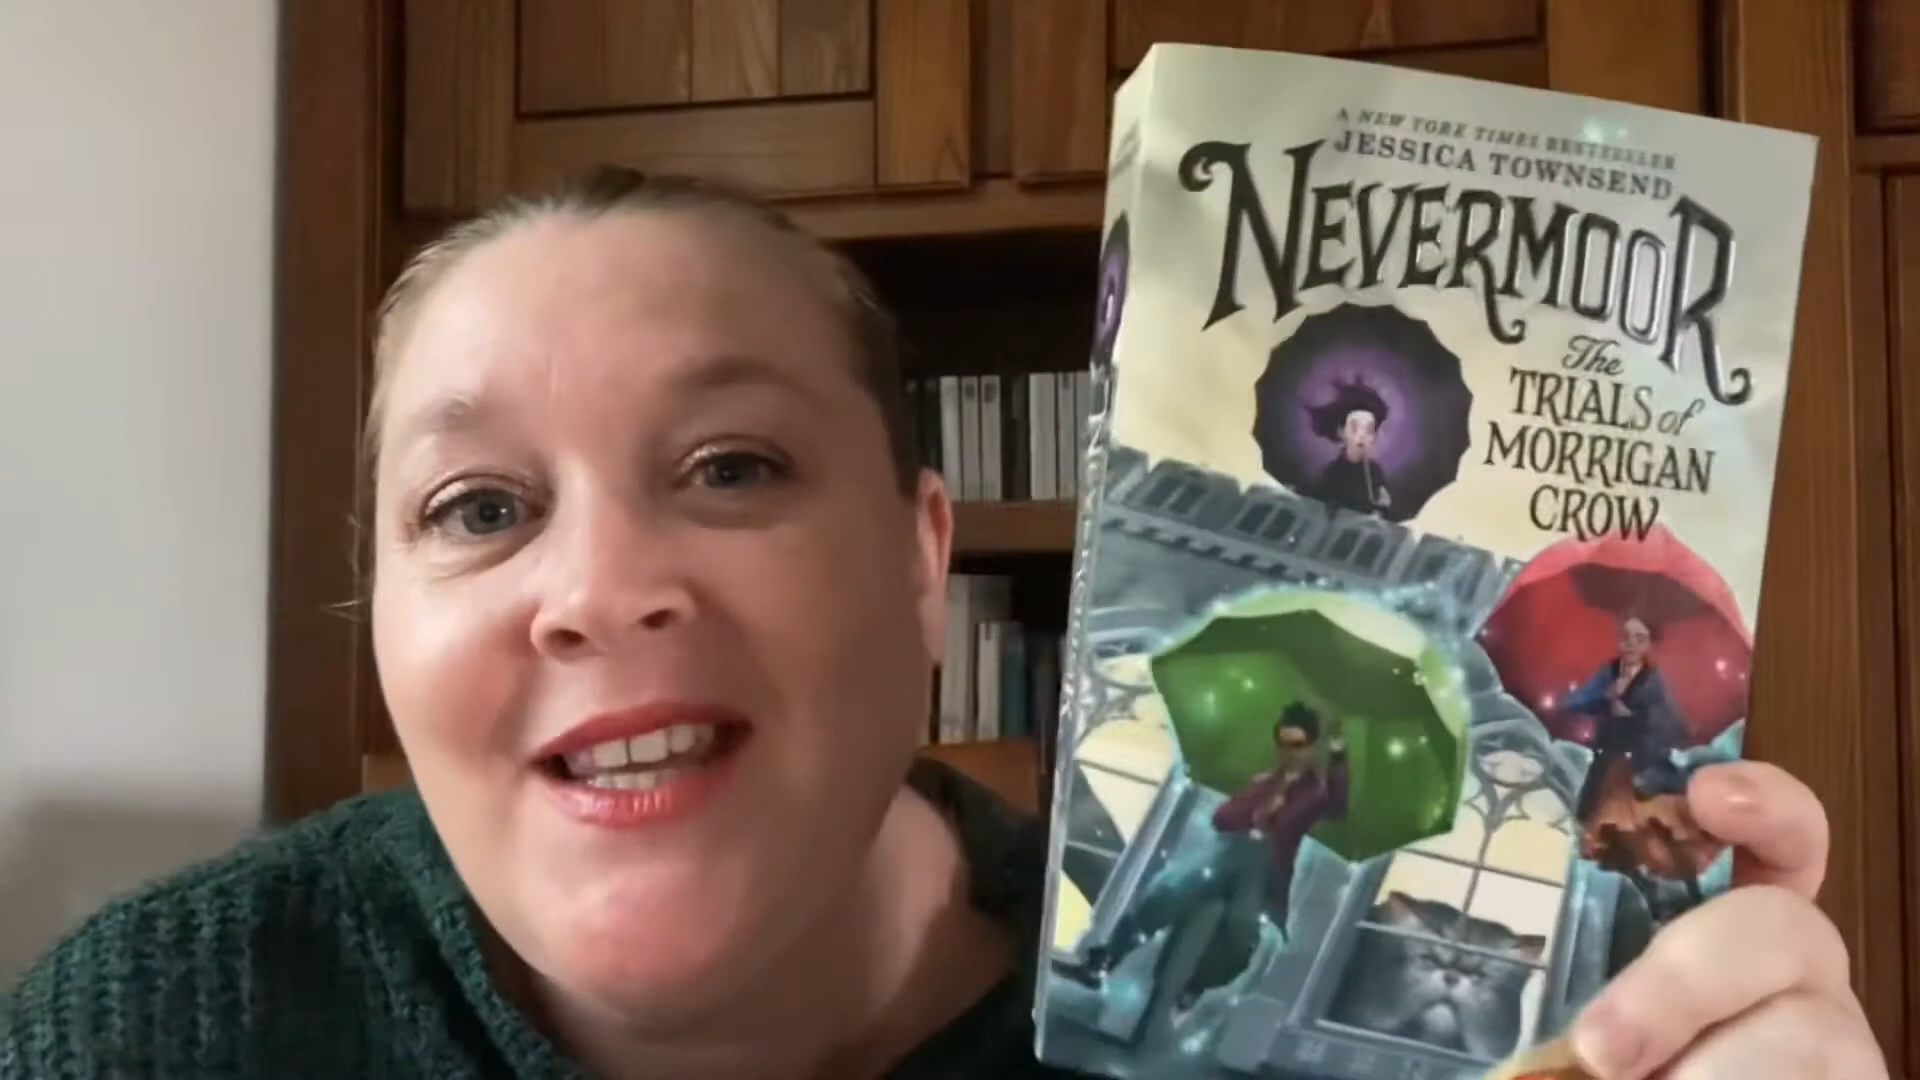 A NEW YORK TIMES BESTSELLER
JESSICA TOWNSEND
NEVERMOOR
The
TRIALS of
MORRIGAN
CROW